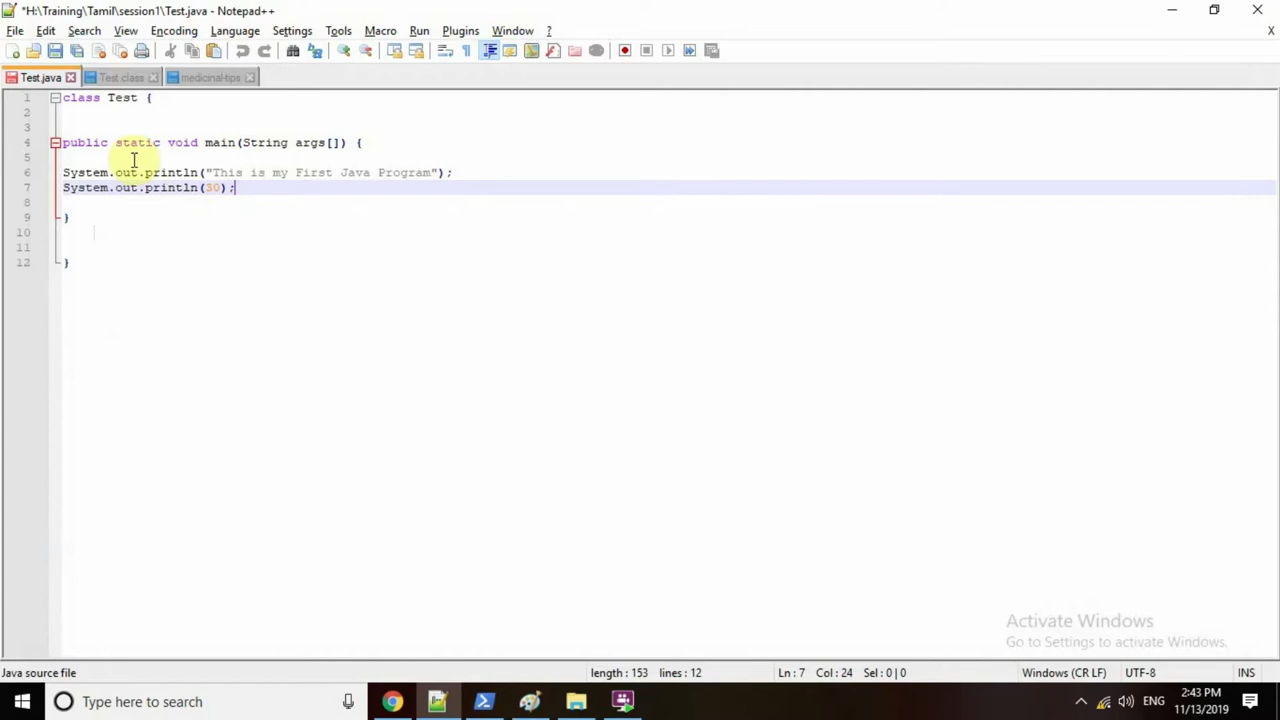 *H:\Training\Tamil\session1\Test.java - Notepad++
File Edit Search View Encoding Language Settings Tools Macro Run Plugins Window ? X
Test.java Test.class medicinal-tips
1 class Test {
2
3
4 public static void main(String args[]) {
5
6 System.out.println("This is my First Java Program");
7 System.out.println(30);
8
9 }
10
11
12 }
Activate Windows
Go to Settings to activate Windows.
Java source file length : 153 lines : 12 Ln : 7 Col : 24 Sel : 0 | 0 Windows (CR LF) UTF-8 INS
Type here to search ENG 2:43 PM
11/13/2019